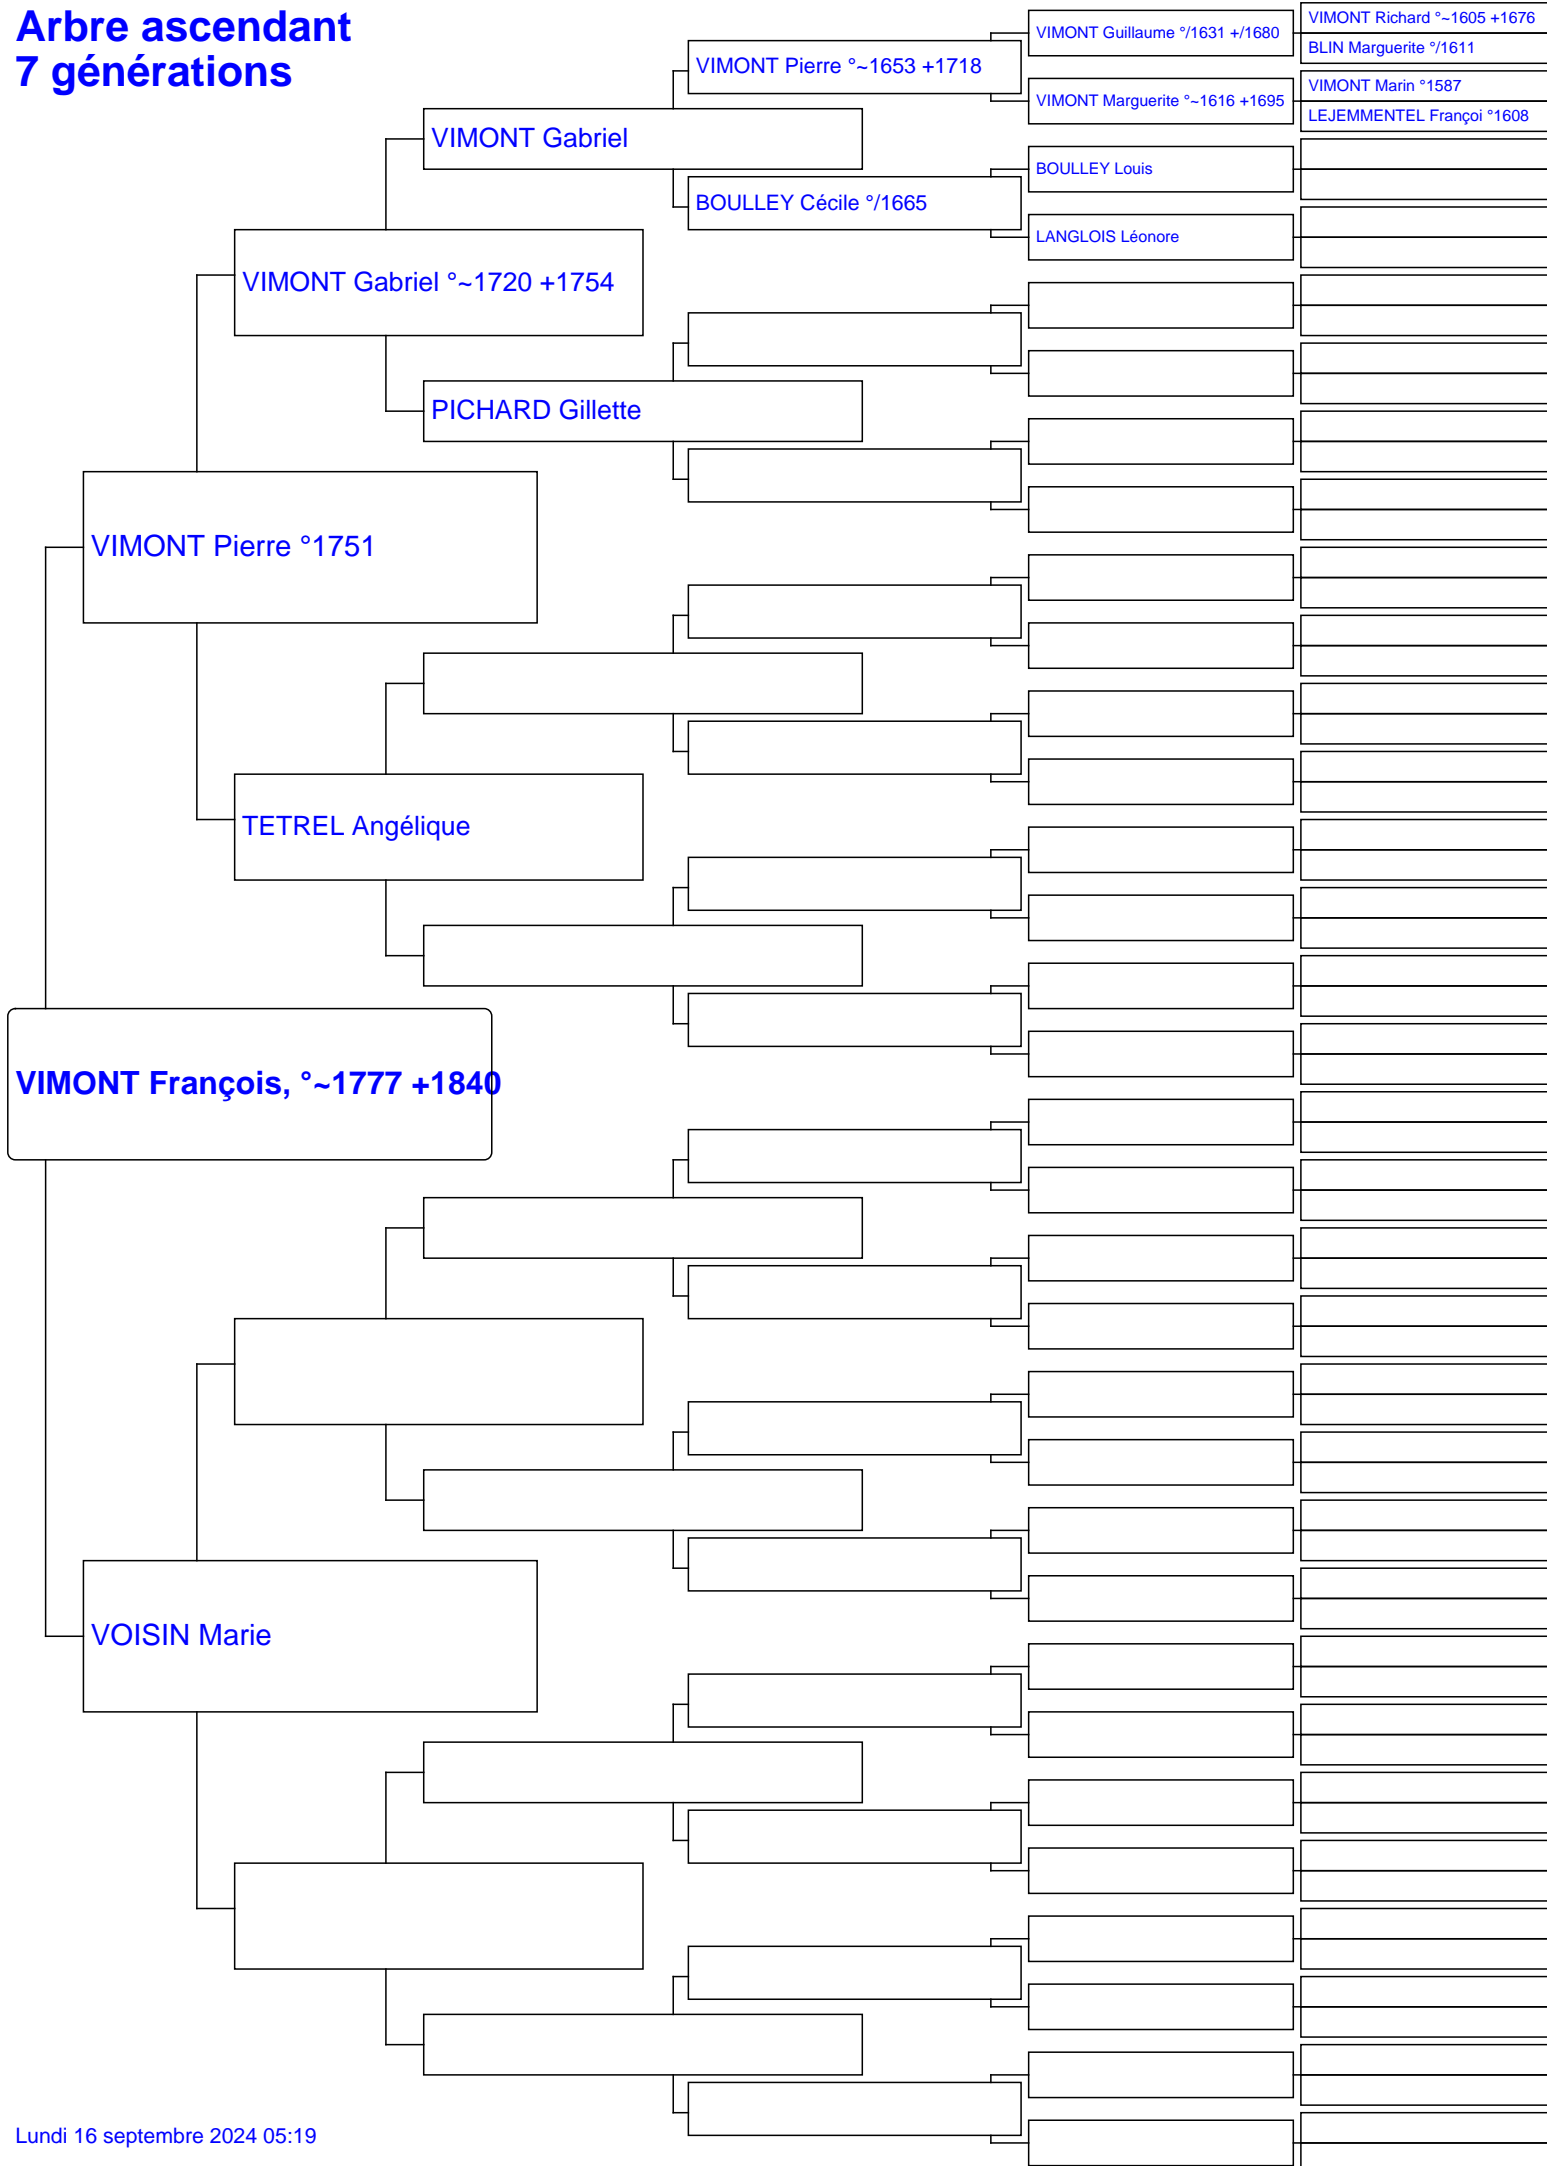 Arbre ascendant
7 générations
VIMONT Richard °~1605 +1676
VIMONT Guillaume °/1631 +/1680
BLIN Marguerite °/1611
VIMONT Pierre °~1653 +1718
VIMONT Marin °1587
VIMONT Marguerite °~1616 +1695
LEJEMMENTEL Françoi °1608
VIMONT Gabriel
BOULLEY Louis
BOULLEY Cécile °/1665
LANGLOIS Léonore
VIMONT Gabriel °~1720 +1754
PICHARD Gillette
VIMONT Pierre °1751
TETREL Angélique
VIMONT François, °~1777 +1840
VOISIN Marie
Lundi 16 septembre 2024 05:19